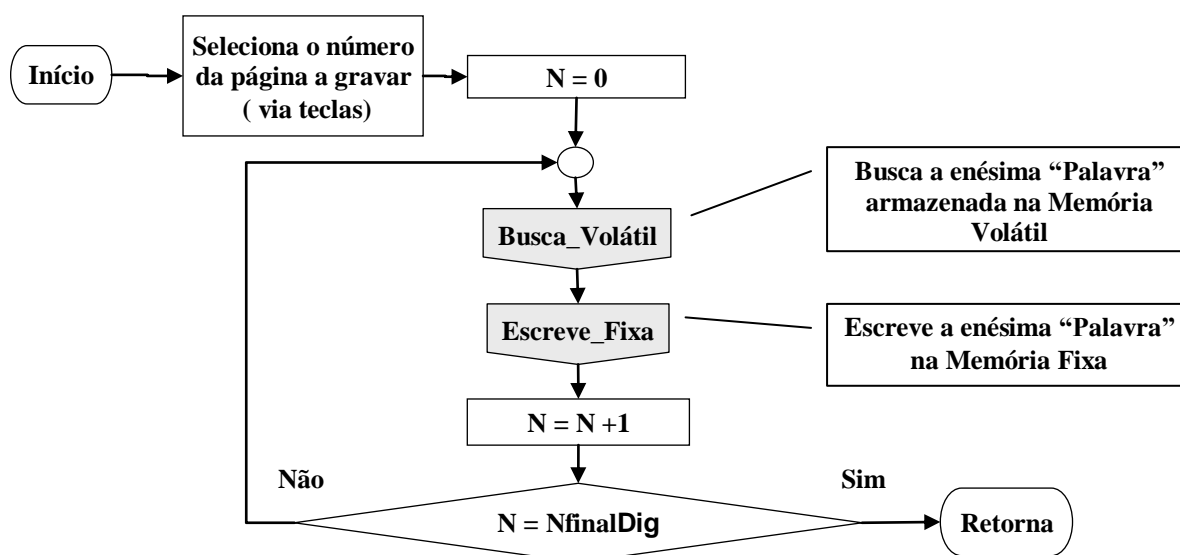 Início
Seleciona o número
da página a gravar
( via teclas)
N = 0
Busca_Volátil
Busca a enésima “Palavra”
armazenada na Memória
Volátil
Escreve_Fixa
Escreve a enésima “Palavra”
na Memória Fixa
N = N +1
Não
Sim
N = NfinalDig
Retorna